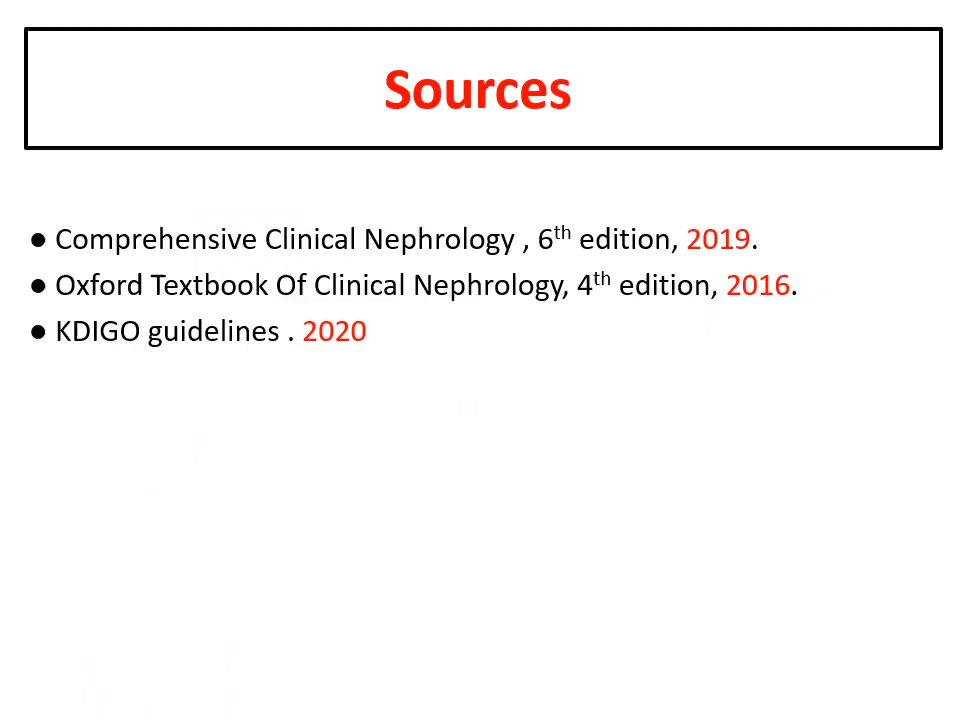 Sources
● Comprehensive Clinical Nephrology , 6th edition, 2019.
● Oxford Textbook Of Clinical Nephrology, 4th edition, 2016.
● KDIGO guidelines . 2020